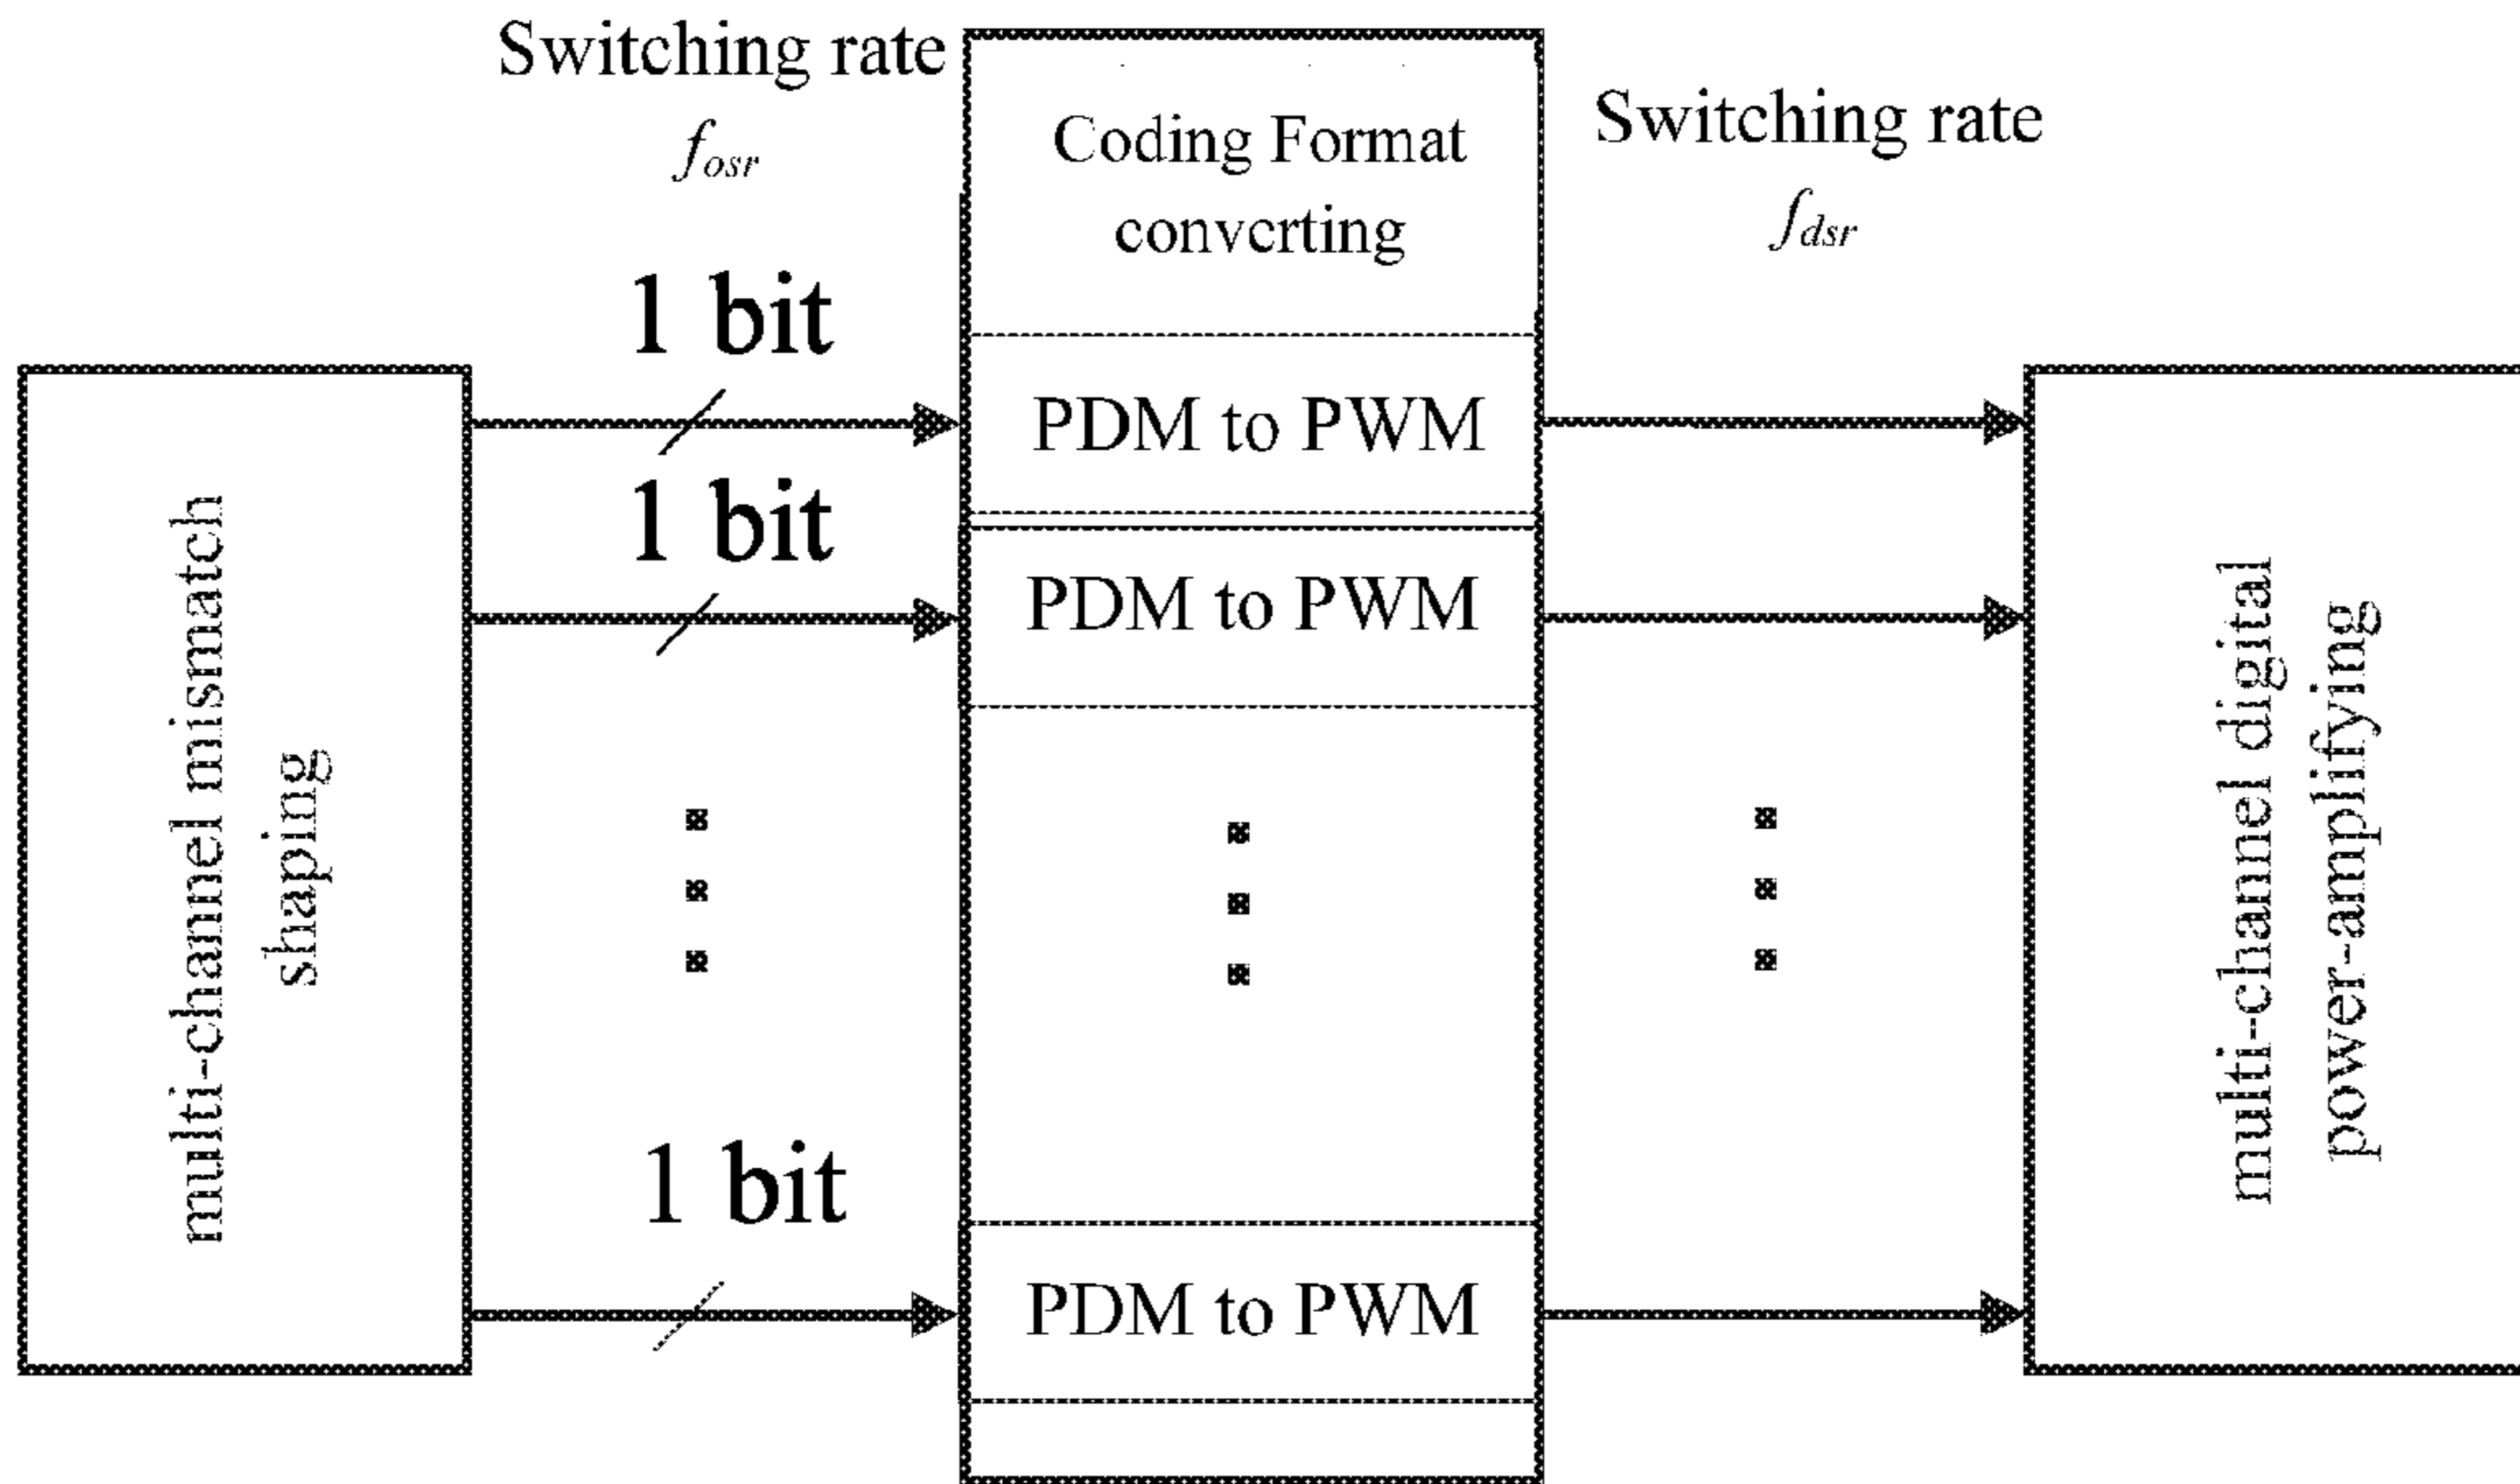 Switching rate
fosr
Coding Format
converting
Switching rate
fdsr
1 bit
PDM to PWM
1 bit
PDM to PWM
1 bit
PDM to PWM
multi-channel mismatch
shaping
multi-channel digital
power-amplifying